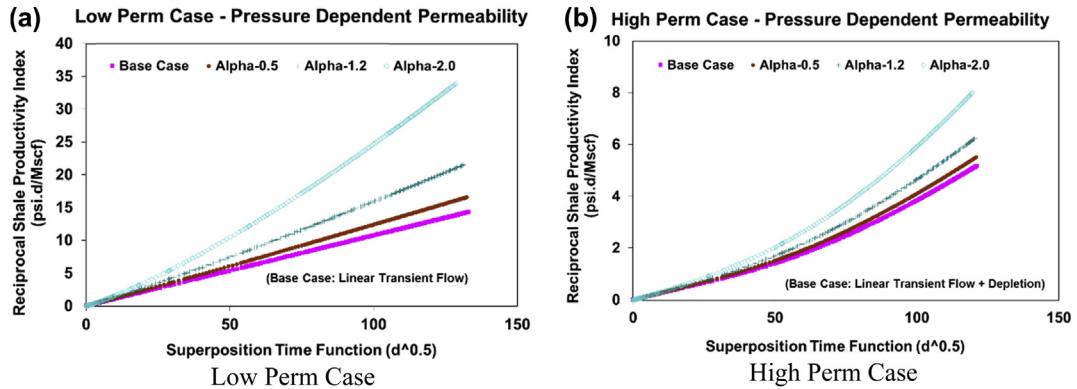 (a)
Low Perm Case - Pressure Dependent Permeability
40
35
30
25
20
15
10
5
0
Reciprocal Shale Productivity Index
(psi.d/Mscf)
Base Case
Alpha-0.5
Alpha-1.2
Alpha-2.0
(Base Case: Linear Transient Flow)
0
50
100
150
Superposition Time Function (d^0.5)
Low Perm Case
(b)
High Perm Case - Pressure Dependent Permeability
10
8
6
4
2
0
Reciprocal Shale Productivity Index
(psi.d/Mscf)
Base Case
Alpha-0.5
Alpha-1.2
Alpha-2.0
(Base Case: Linear Transient Flow + Depletion)
0
50
100
150
Superposition Time Function (d^0.5)
High Perm Case